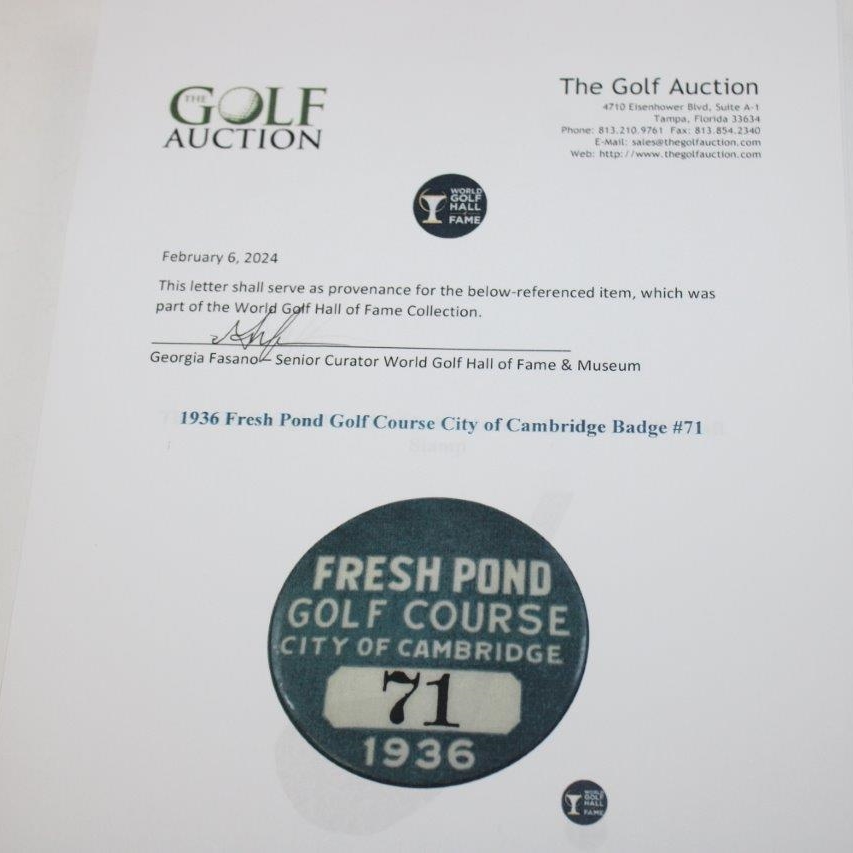 THE
GOLF
AUCTION
The Golf Auction
4710 Eisenhower Blvd, Suite A-1
Tampa, Florida 33634
Phone: 813.210.9761 Fax: 813.854.2340
E-Mail: sales@thegolfauction.com
Web: http://www.thegolfauction.com
WORLD
GOLF
HALL
FAME
February 6, 2024
This letter shall serve as provenance for the below-referenced item, which was
part of the World Golf Hall of Fame Collection.
Georgia Fasano – Senior Curator World Golf Hall of Fame & Museum
1936 Fresh Pond Golf Course City of Cambridge Badge #71
FRESH POND
GOLF COURSE
CITY OF CAMBRIDGE
71
1936
WORLD
GOLF
HALL
FAME